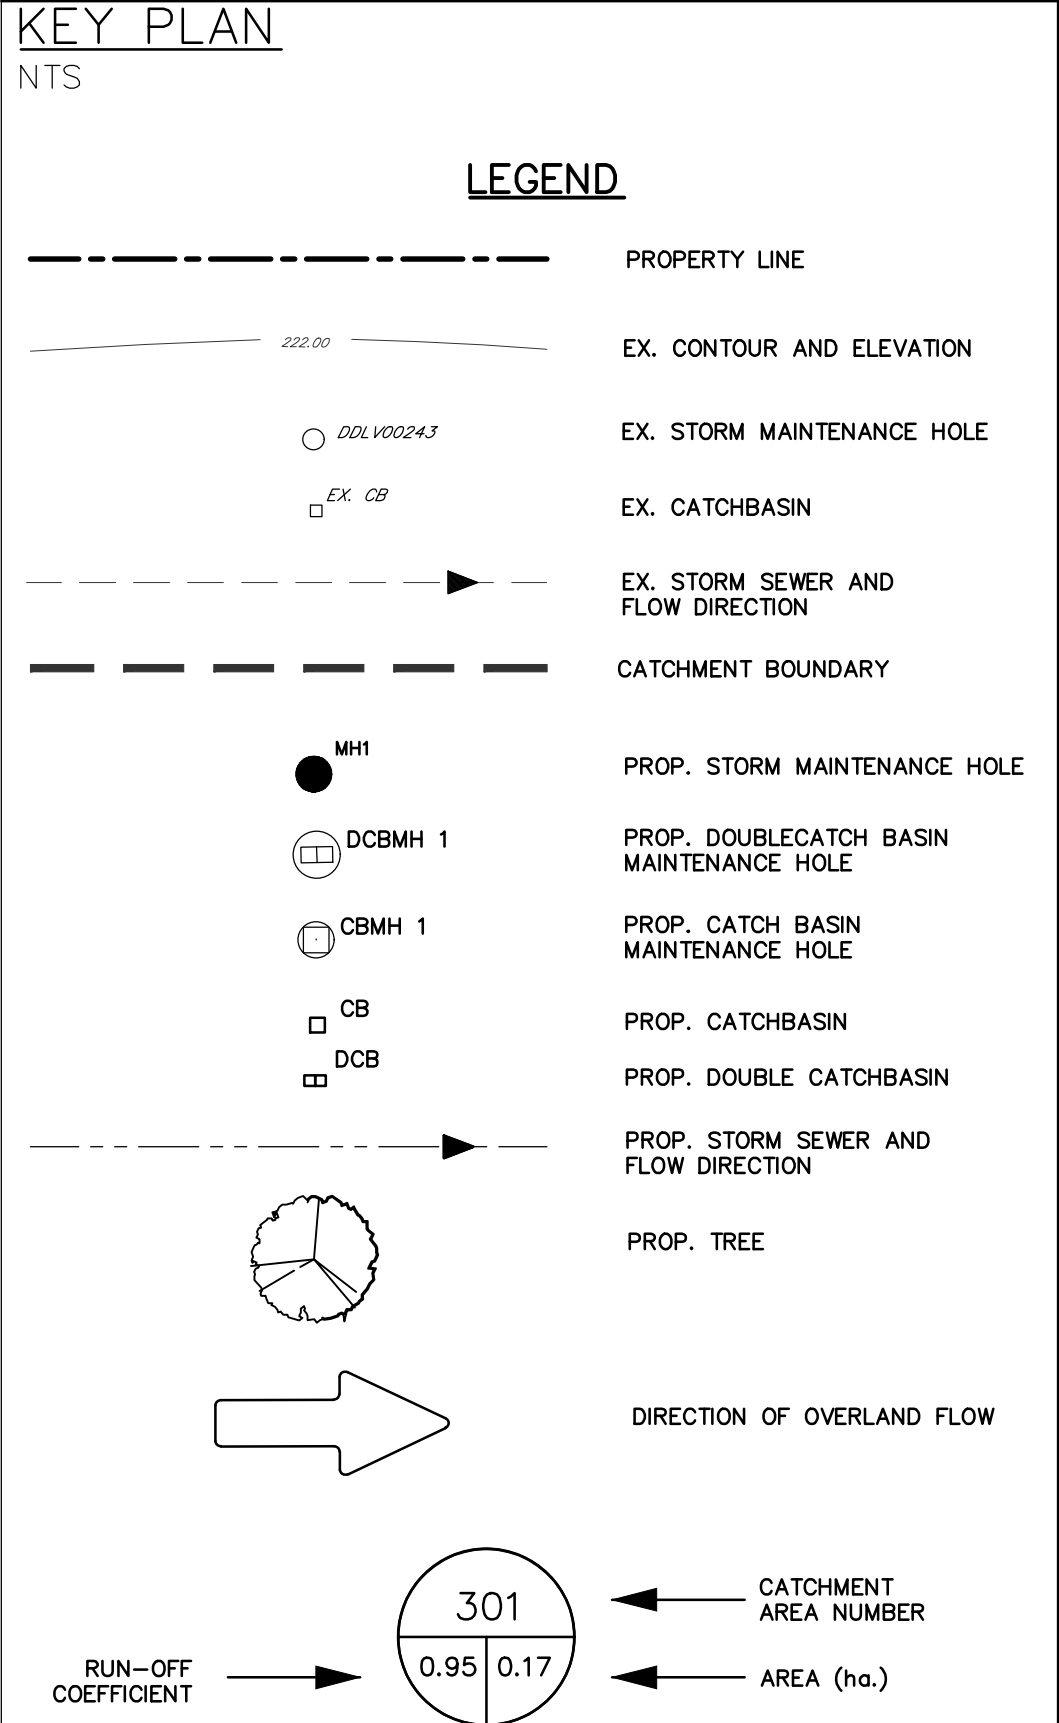 KEY PLAN
NTS
LEGEND
PROPERTY LINE
222.00
EX. CONTOUR AND ELEVATION
DDLV00243
EX. STORM MAINTENANCE HOLE
EX. CB
EX. CATCHBASIN
EX. STORM SEWER AND
FLOW DIRECTION
CATCHMENT BOUNDARY
MH1
PROP. STORM MAINTENANCE HOLE
DCBMH 1
PROP. DOUBLECATCH BASIN
MAINTENANCE HOLE
CBMH 1
PROP. CATCH BASIN
MAINTENANCE HOLE
CB
PROP. CATCHBASIN
DCB
PROP. DOUBLE CATCHBASIN
PROP. STORM SEWER AND
FLOW DIRECTION
PROP. TREE
DIRECTION OF OVERLAND FLOW
301
CATCHMENT
AREA NUMBER
RUN-OFF
COEFFICIENT
0.95 0.17
AREA (ha.)